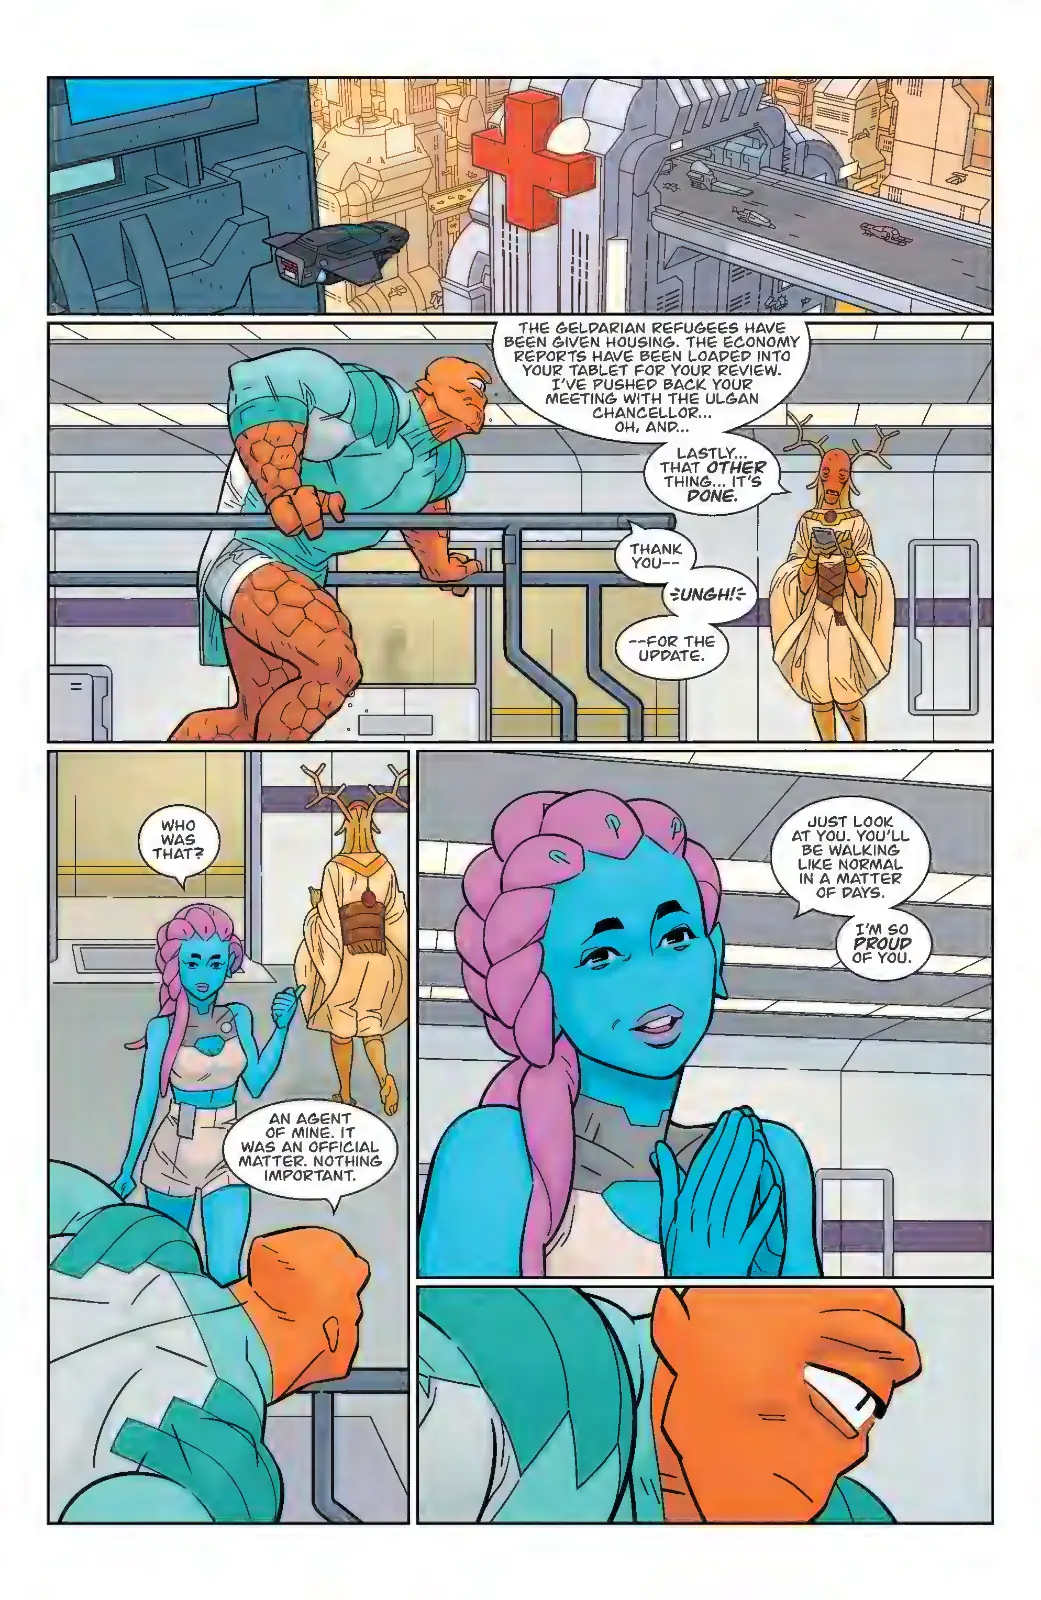 THE GELDARIAN REFUGEES HAVE
BEEN GIVEN HOUSING. THE ECONOMY
REPORTS HAVE BEEN LOADED INTO
YOUR TABLET FOR YOUR REVIEW.
I'VE PUSHED BACK YOUR
MEETING WITH THE ULGAN
CHANCELLOR...
OH, AND...
LASTLY...
THAT OTHER
THING... IT'S
DONE.
THANK
YOU--
UNGH!
--FOR THE
UPDATE.
WHO
WAS
THAT?
AN AGENT
OF MINE. IT
WAS AN OFFICIAL
MATTER. NOTHING
IMPORTANT.
JUST LOOK
AT YOU. YOU'LL
BE WALKING
LIKE NORMAL
IN A MATTER
OF DAYS.
I'M SO
PROUD
OF YOU.